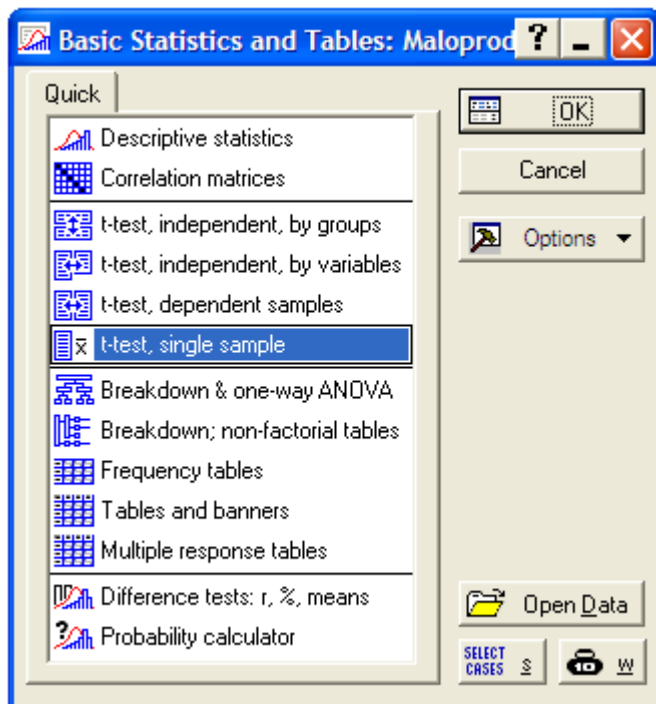 Basic Statistics and Tables: Maloprod
Quick
Descriptive statistics
Correlation matrices
t-test, independent, by groups
t-test, independent, by variables
t-test, dependent samples
t-test, single sample
Breakdown & one-way ANOVA
Breakdown; non-factorial tables
Frequency tables
Tables and banners
Multiple response tables
Difference tests: r, %, means
Probability calculator
OK
Cancel
Options
Open Data
SELECT
CASES S
W